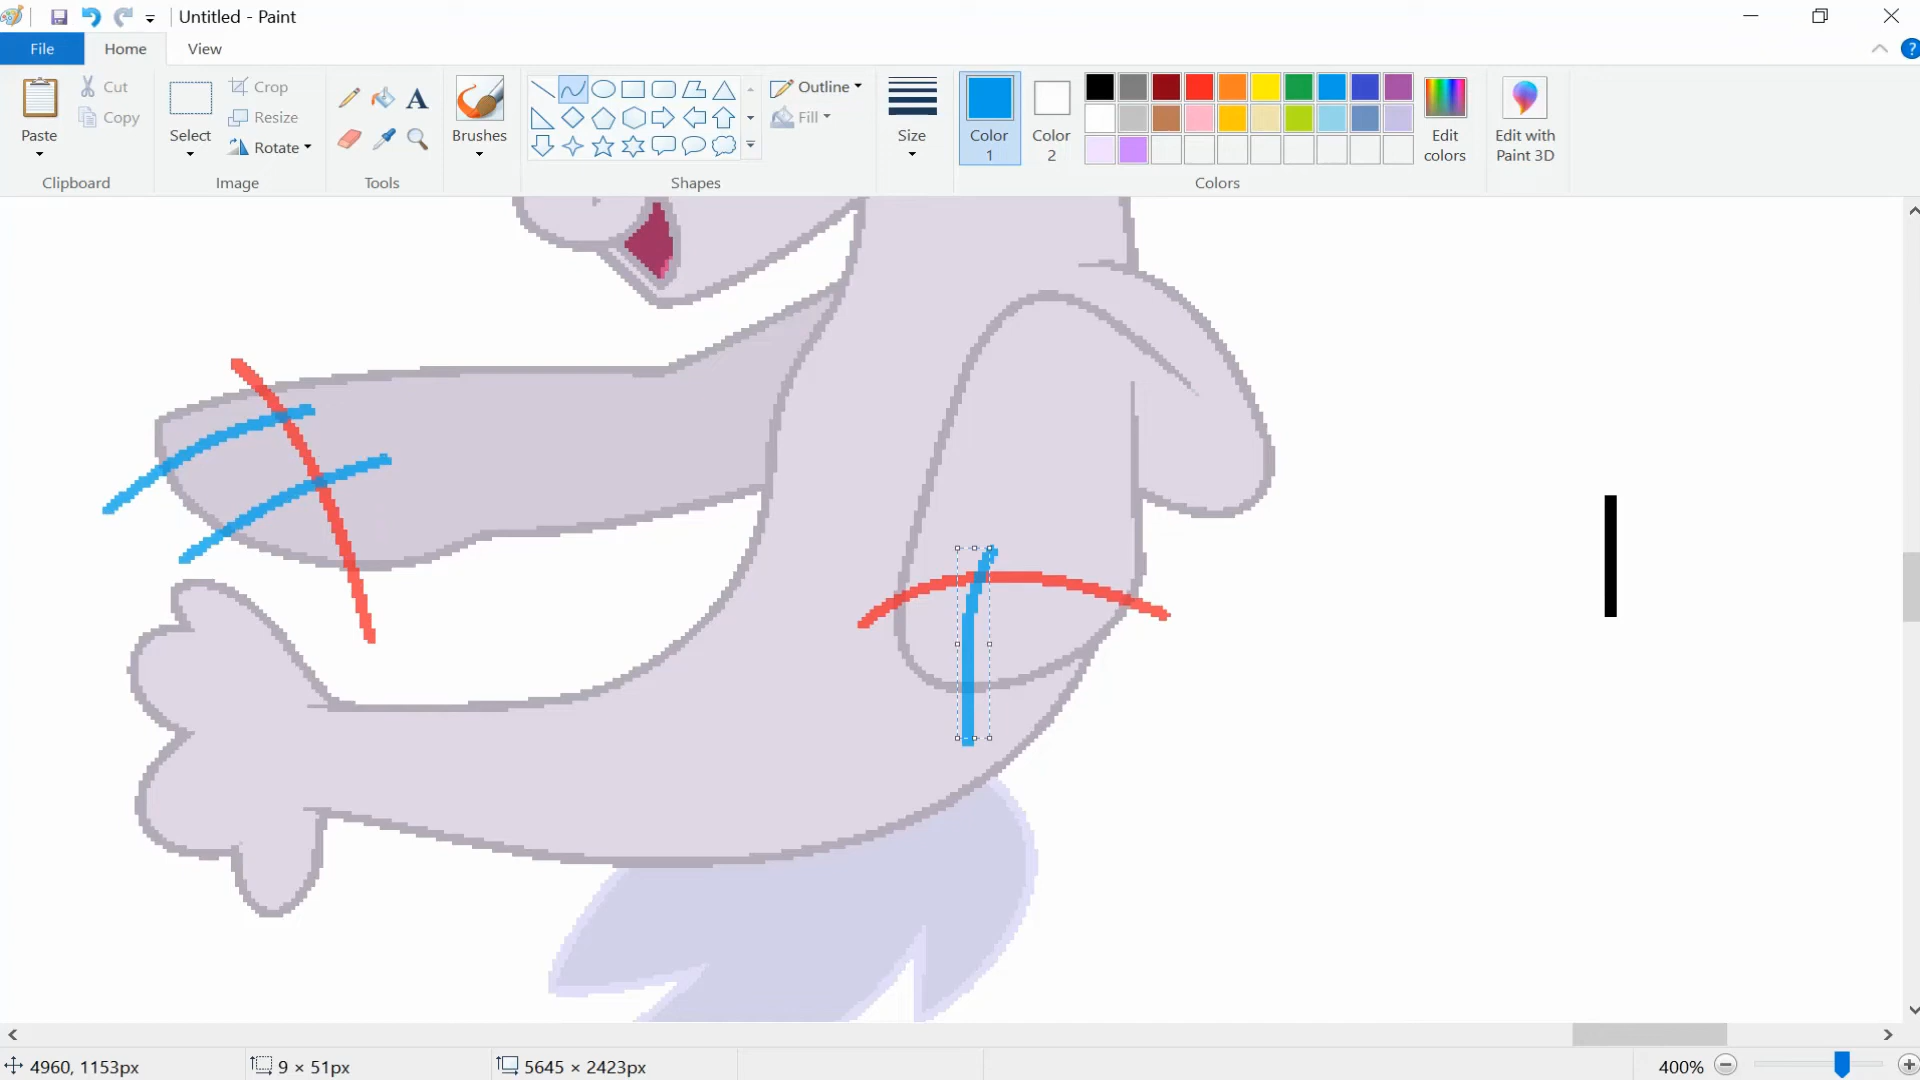 Untitled - Paint
File Home View
Paste
Cut
Copy
Clipboard
Select
Crop
Resize
Rotate
Image
A
Tools
Brushes
Shapes
Outline
Fill
Size
Color 1
Color 2
Colors
Edit colors
Edit with Paint 3D
?
4960, 1153px
9 × 51px
5645 × 2423px
400%